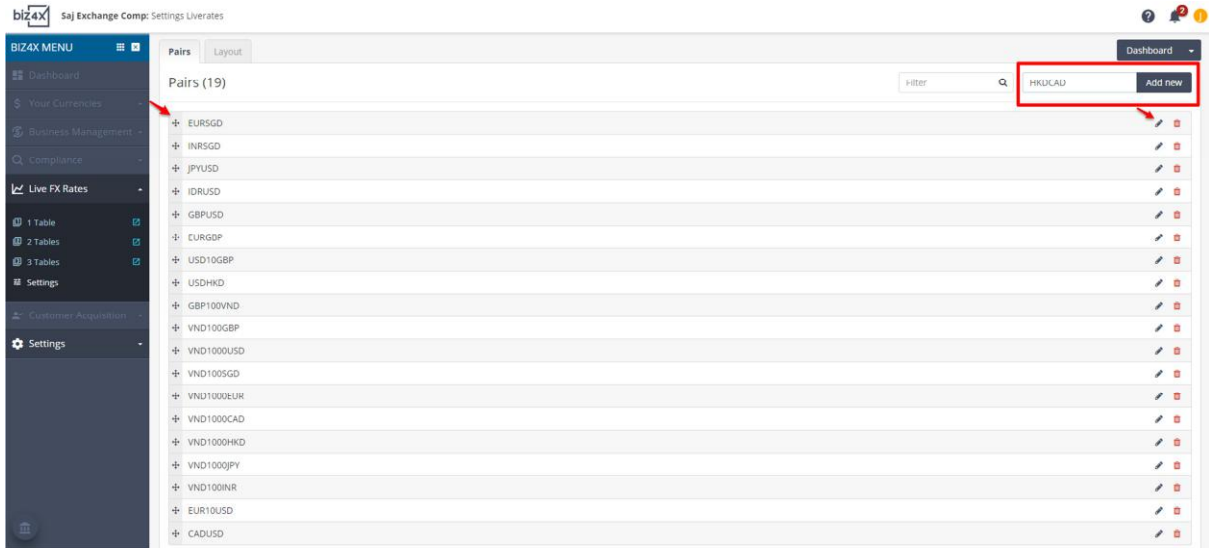 biz4x Saj Exchange Comp: Settings Liverates 2 J
BIZ4X MENU
Dashboard
Your Currencies
Business Management
Compliance
Live FX Rates
1 Table
2 Tables
3 Tables
Settings
Customer Acquisition
Settings
Pairs Layout Dashboard
Pairs (19) Filter HKDCAD Add new
EURSGD
INRSGD
JPYUSD
IDRUSD
GBPUSD
EURGBP
USD10GBP
USDHKD
GBP100VND
VND100GBP
VND1000USD
VND100SGD
VND1000EUR
VND1000CAD
VND1000HKD
VND1000JPY
VND100INR
EUR10USD
CADUSD